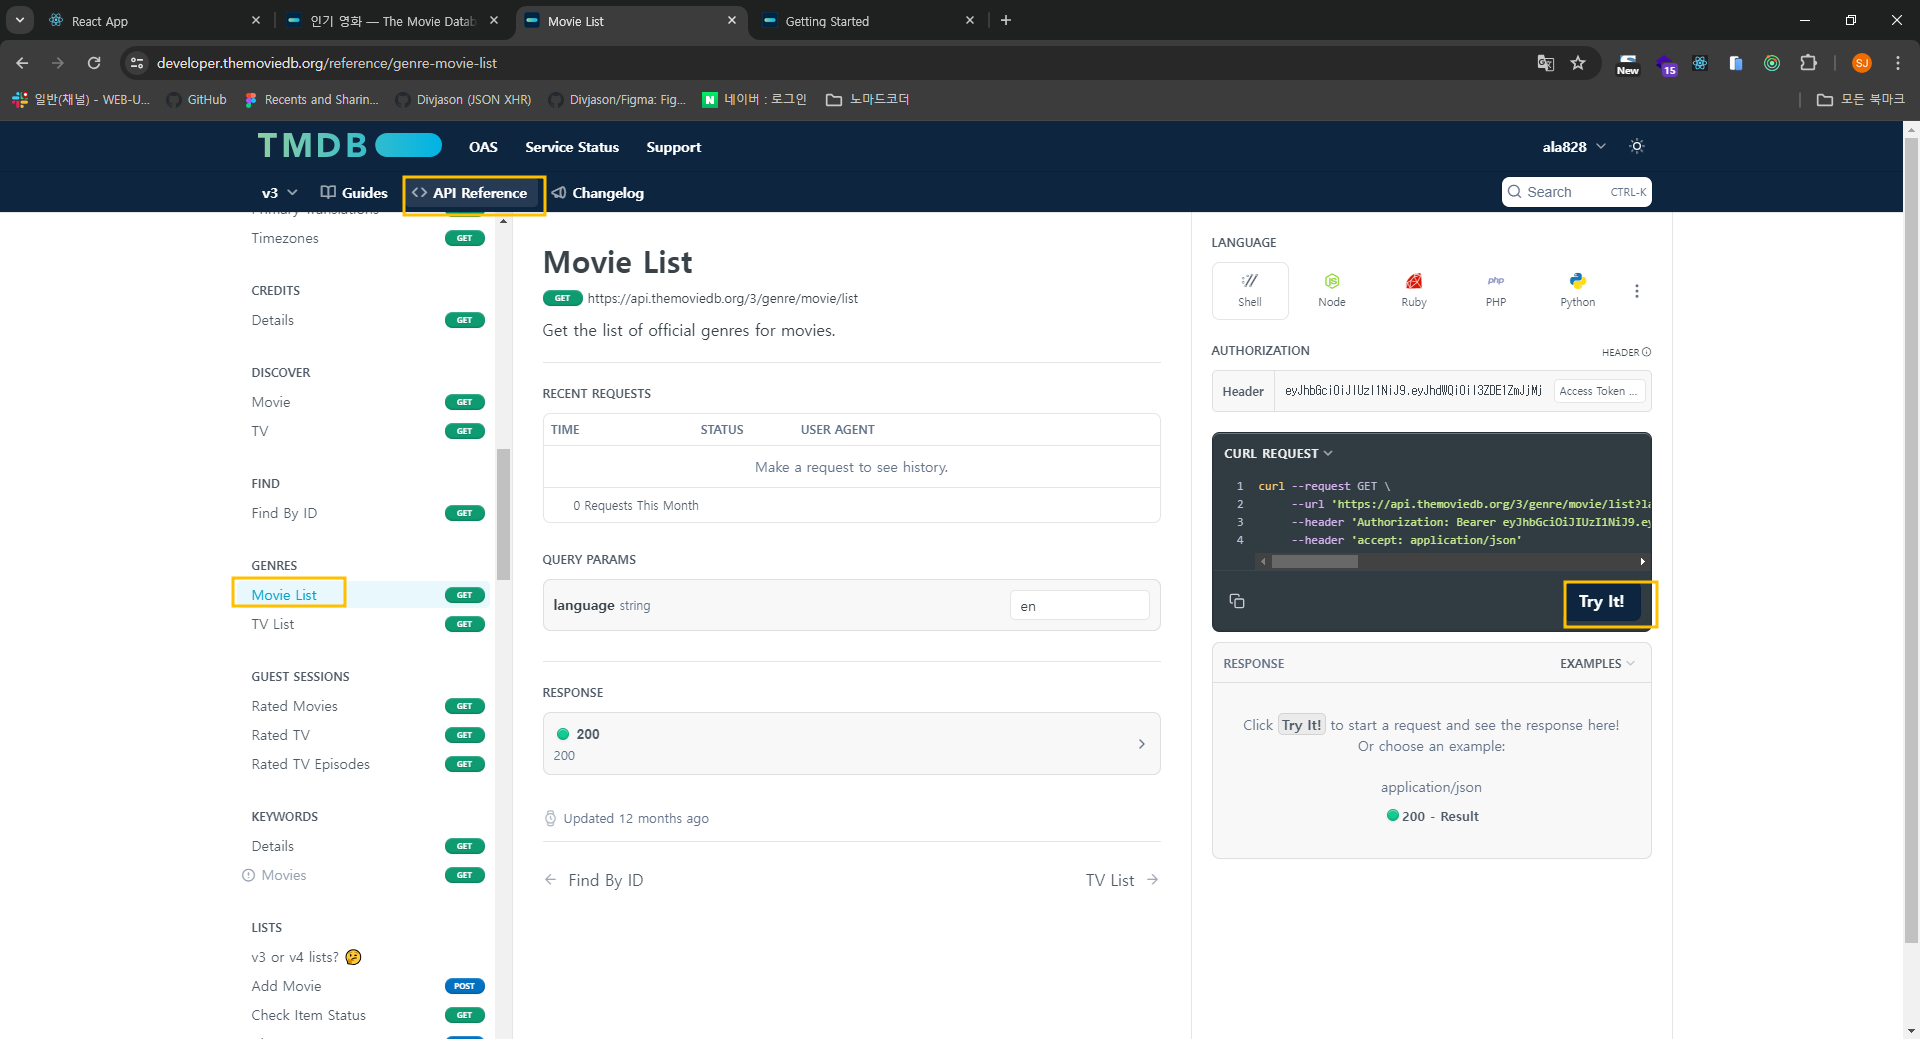 React App
인기 영화 — The Movie Datab
Movie List
Getting Started
developer.themoviedb.org/reference/genre-movie-list
New
15
SJ
일반(채널) - WEB-U...
GitHub
Recents and Sharin...
Divjason (JSON XHR)
Divjason/Figma: Fig...
N
네이버 : 로그인
노마드코더
모든 북마크
TMDB
OAS
Service Status
Support
ala828
v3
Guides
<> API Reference
Changelog
Search
CTRL-K
Primary Translations
Timezones
GET
CREDITS
Details
GET
DISCOVER
Movie
GET
TV
GET
FIND
Find By ID
GET
GENRES
Movie List
GET
TV List
GET
GUEST SESSIONS
Rated Movies
GET
Rated TV
GET
Rated TV Episodes
GET
KEYWORDS
Details
GET
Movies
GET
LISTS
v3 or v4 lists? 🤔
Add Movie
POST
Check Item Status
GET
Movie List
GET
https://api.themoviedb.org/3/genre/movie/list
Get the list of official genres for movies.
RECENT REQUESTS
TIME
STATUS
USER AGENT
Make a request to see history.
0 Requests This Month
QUERY PARAMS
language string
en
RESPONSE
200
200
Updated 12 months ago
← Find By ID
TV List →
LANGUAGE
Shell
JS
Node
Ruby
php
PHP
Python
AUTHORIZATION
HEADER
Header
eyJhbGciOiJIUzI1NiJ9.eyJhdWQiOiI3ZDE1ZmJjMj
Access Token ...
CURL REQUEST
1 curl --request GET \
2 --url 'https://api.themoviedb.org/3/genre/movie/list?la
3 --header 'Authorization: Bearer eyJhbGciOiJIUzI1NiJ9.ey
4 --header 'accept: application/json'
Try It!
RESPONSE
EXAMPLES
Click Try It! to start a request and see the response here!
Or choose an example:
application/json
200 - Result